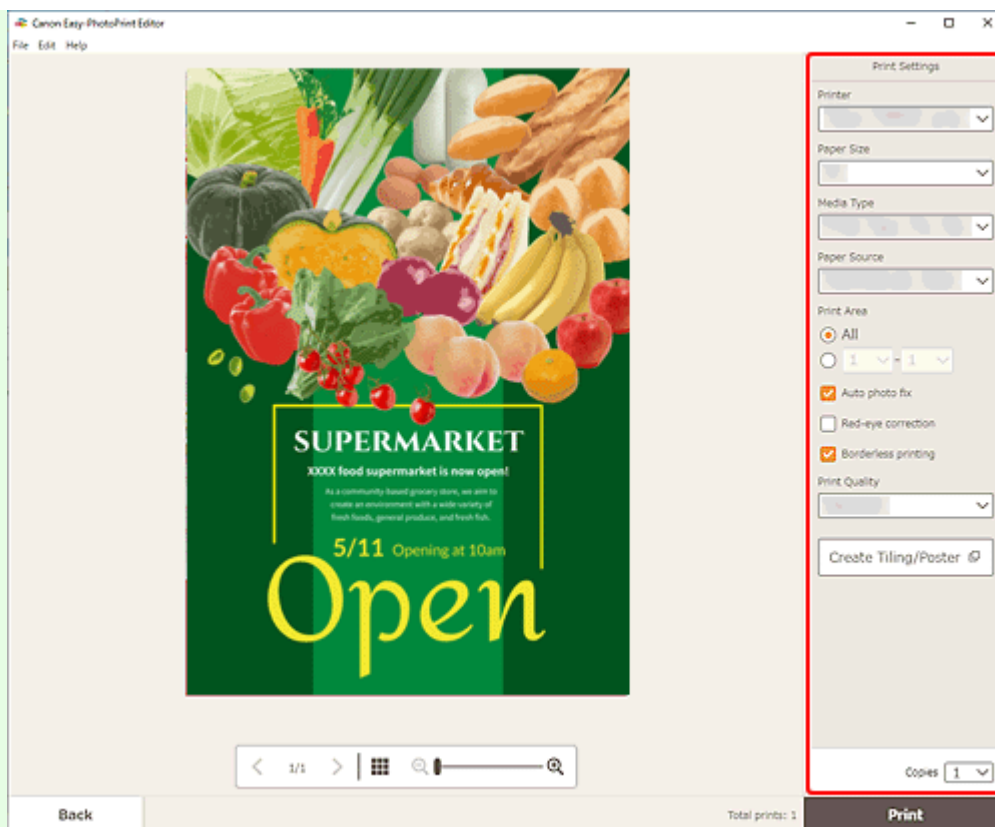 Canon Easy-PhotoPrint Editor
File Edit Help
Print Settings
Printer
Paper Size
Media Type
Paper Source
Print Area
All
1 - 1
Auto photo fix
Red-eye correction
Borderless printing
Print Quality
Create Tiling/Poster
SUPERMARKET
XXXX food supermarket is now open!
As a community-based grocery store, we aim to
create an environment with a wide variety of
fresh foods, general produce, and fresh fish.
5/11 Opening at 10am
Open
1/1
Copies 1
Back
Total prints: 1
Print